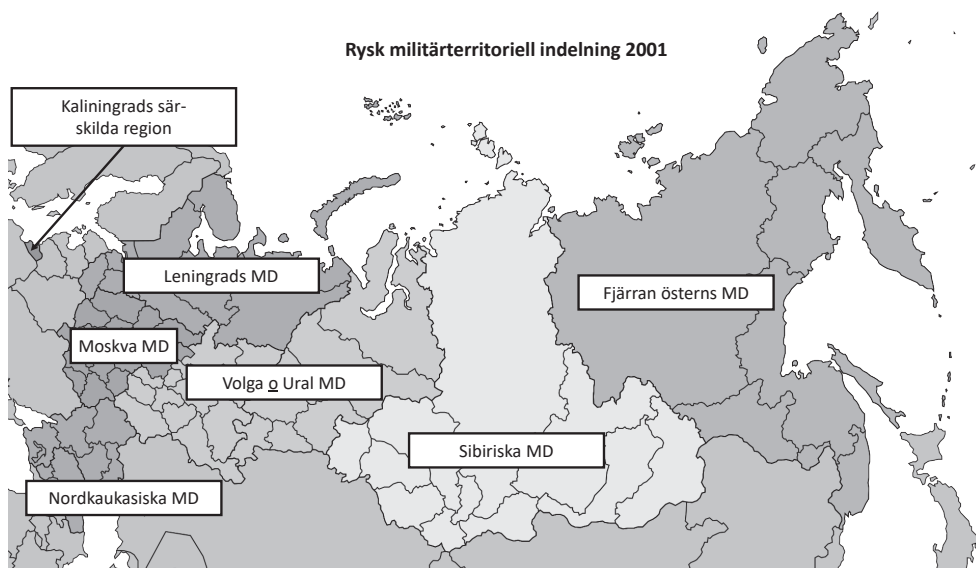 Rysk militärterritoriell indelning 2001
Kaliningrads sär-
skilda region
Leningrads MD
Fjärran österns MD
Moskva MD
Volga o Ural MD
Sibiriska MD
Nordkaukasiska MD